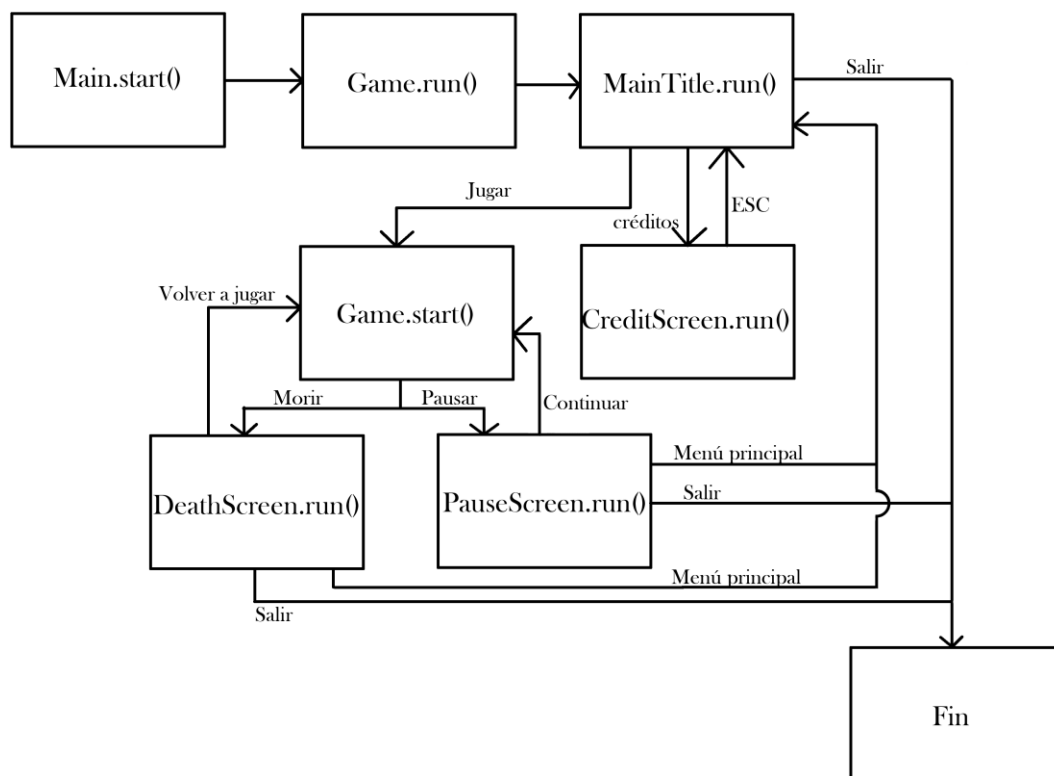 Main.start()
Game.run()
MainTitle.run()
Salir
Jugar
créditos
ESC
Volver a jugar
Game.start()
CreditScreen.run()
Morir
Pausar
Continuar
DeathScreen.run()
PauseScreen.run()
Menú principal
Salir
Menú principal
Salir
Fin